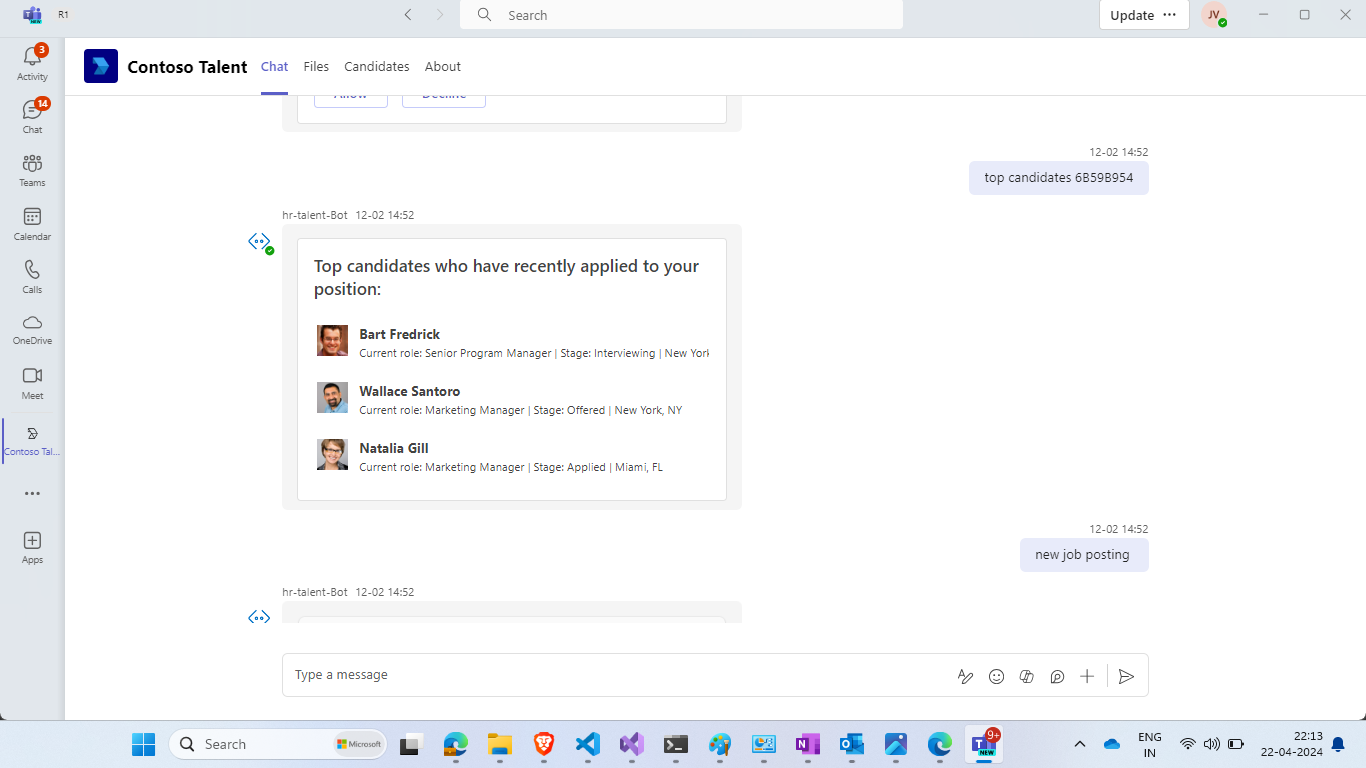 R1
Search
Update
JV
3
Activity
14
Chat
Teams
Calendar
Calls
OneDrive
Meet
Contoso Tal...
Apps
Contoso Talent
Chat
Files
Candidates
About
Allow
Decline
12-02 14:52
top candidates 6B59B954
hr-talent-Bot 12-02 14:52
Top candidates who have recently applied to your
position:
Bart Fredrick
Current role: Senior Program Manager | Stage: Interviewing | New York
Wallace Santoro
Current role: Marketing Manager | Stage: Offered | New York, NY
Natalia Gill
Current role: Marketing Manager | Stage: Applied | Miami, FL
12-02 14:52
new job posting
hr-talent-Bot 12-02 14:52
Type a message
Search
Microsoft
9+
NEW
ENG
IN
22:13
22-04-2024